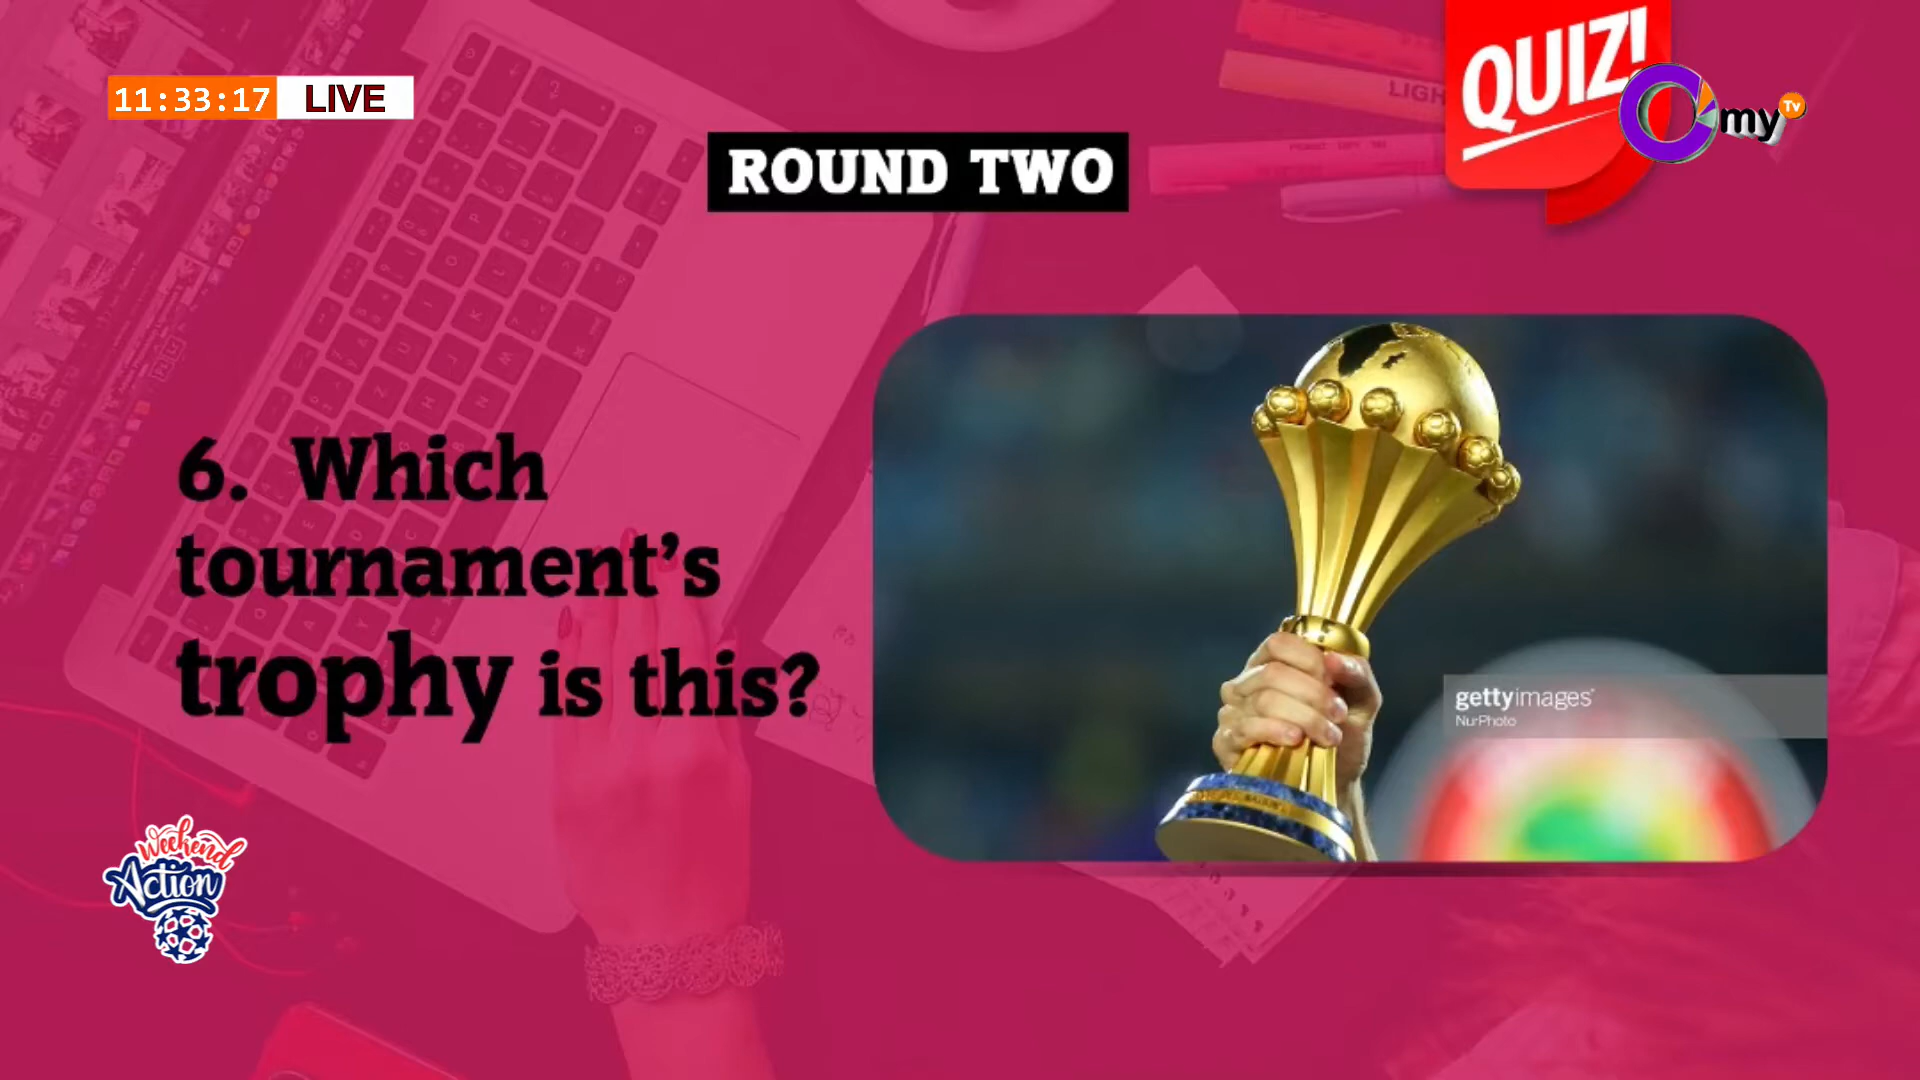 11:33:17 LIVE
QUIZ!
my Tv
LIGH
ROUND TWO
6. Which
tournament’s
trophy is this?
gettyimages
NurPhoto
Weekend
Action